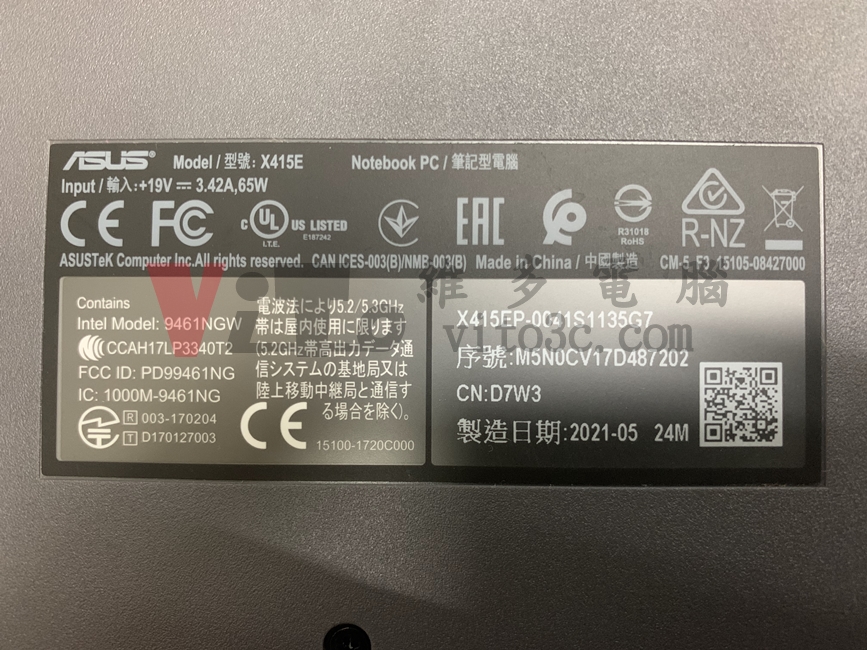 ASUS Model / 型號: X415E Notebook PC / 筆記型電腦
Input / 輸入:+19V ⎓ 3.42A,65W
CE FC c UL US LISTED
I.T.E. E187242
EAC
R31018
RoHS
R-NZ
ASUSTeK Computer Inc.All rights reserved. CAN ICES-003(B)/NMB-003(B) Made in China / 中國製造 CM-5_F3_15105-08427000
Contains
Intel Model: 9461NGW
CCAH17LP3340T2
FCC ID: PD99461NG
IC: 1000M-9461NG
R 003-170204
T D170127003
電波法により5.2/5.3GHz
帯は屋内使用に限ります
(5.2GHz帯高出力データ通
信システムの基地局又は
陸上移動中継局と通信す
る場合を除く)。
CE 15100-1720C000
X415EP-0041S1135G7
序號:M5N0CV17D487202
CN:D7W3
製造日期:2021-05 24M
維多電腦
vito3c.com